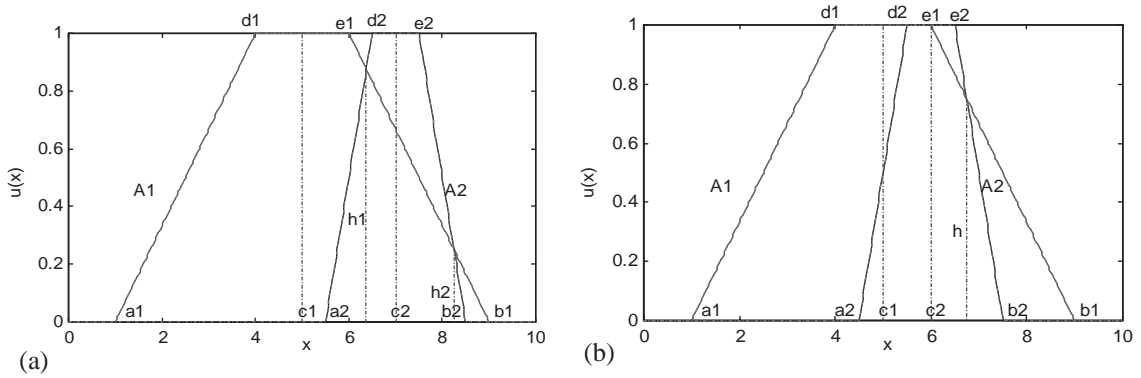 d1 e1 d2 e2
1
0.8
0.6
0.4
0.2
0
u(x)
A1
A2
h1
h2
a1 c1 a2 c2 b2 b1
0 2 4 6 8 10
x
(a)
d1 d2 e1 e2
1
0.8
0.6
0.4
0.2
0
u(x)
A1
A2
h
a1 a2 c1 c2 b2 b1
0 2 4 6 8 10
x
(b)